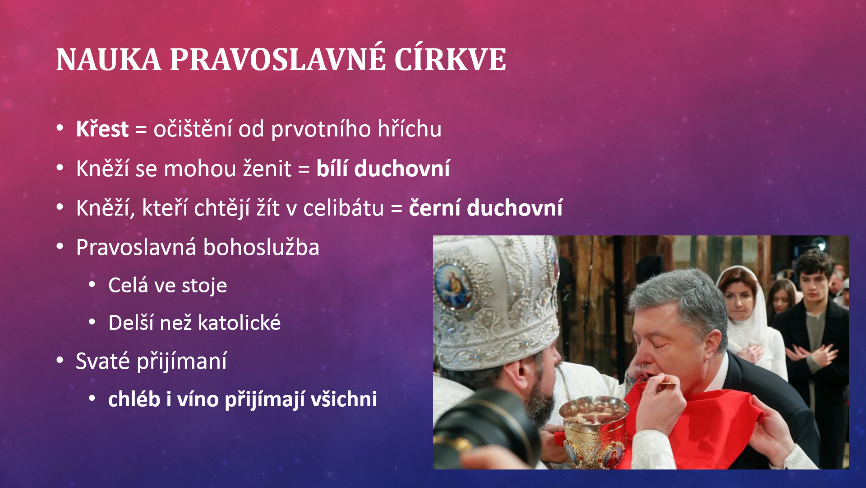 NAUKA PRAVOSLAVNÉ CÍRKVE
• Křest = očištění od prvotního hříchu
• Kněží se mohou ženit = bílí duchovní
• Kněží, kteří chtějí žít v celibátu = černí duchovní
• Pravoslavná bohoslužba
• Celá ve stoje
• Delší než katolické
• Svaté přijímaní
• chléb i víno přijímají všichni